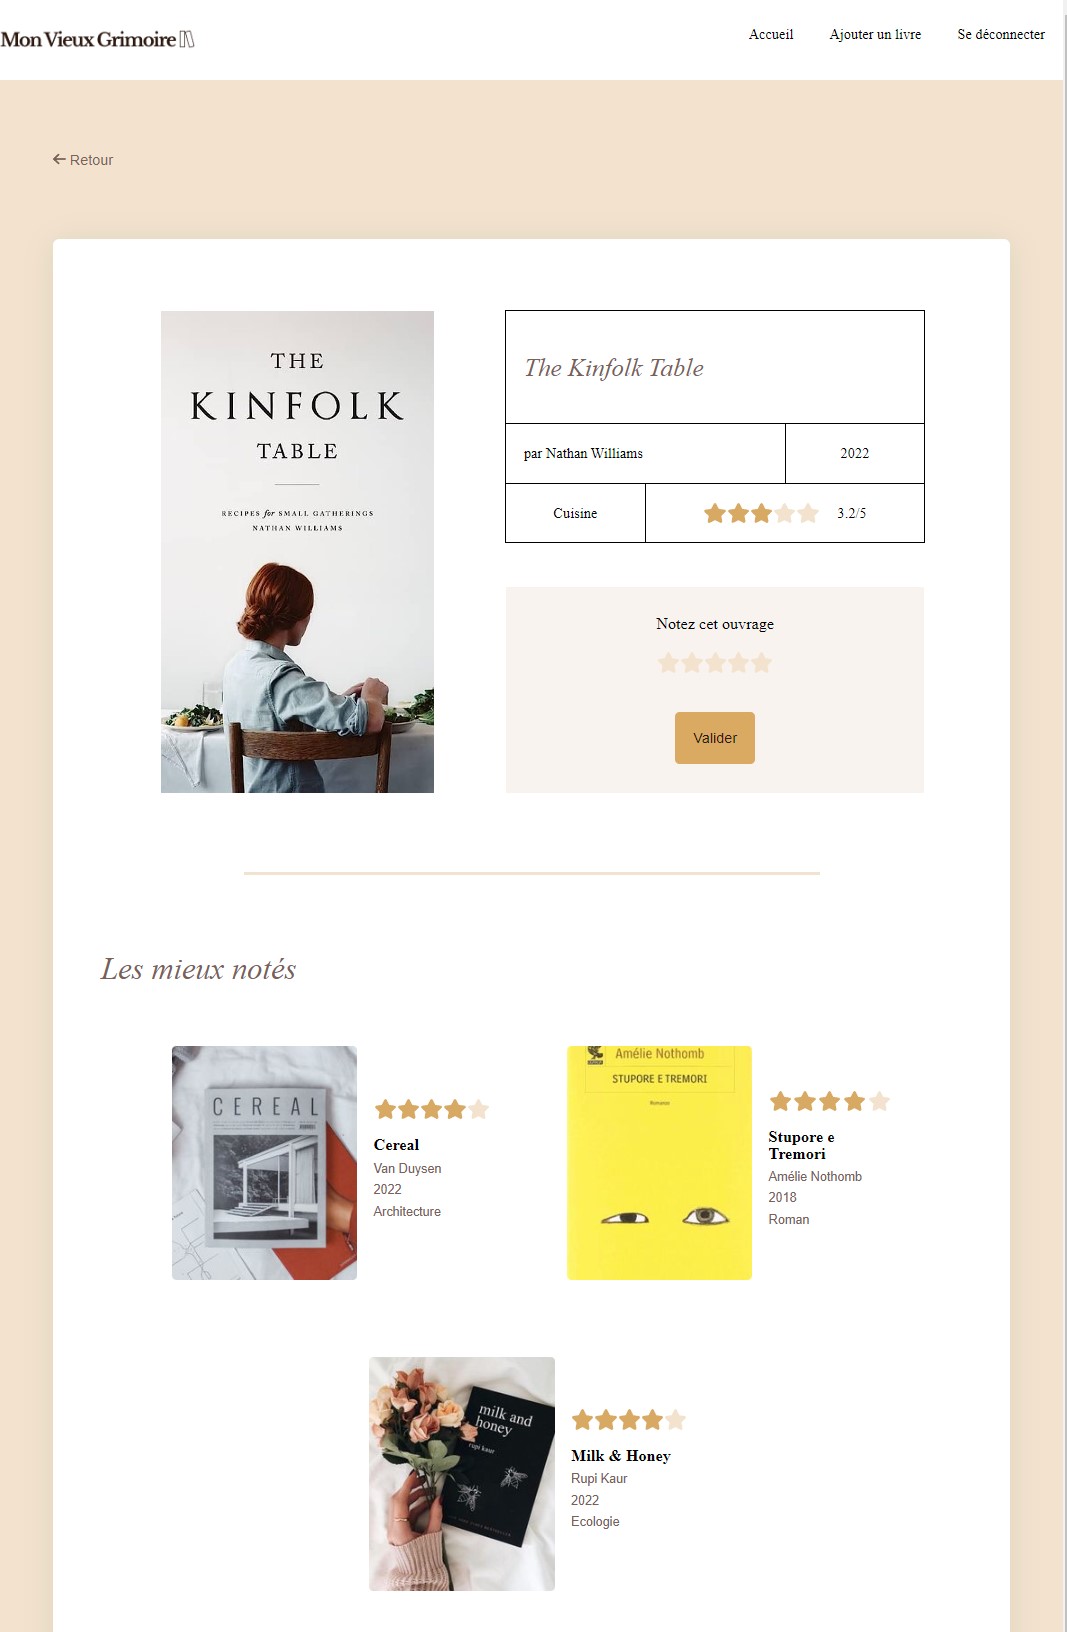 Mon Vieux Grimoire
Accueil
Ajouter un livre
Se déconnecter
Retour
THE
KINFOLK
TABLE
RECIPES for SMALL GATHERINGS
NATHAN WILLIAMS
The Kinfolk Table
par Nathan Williams
2022
Cuisine
3.2/5
Notez cet ouvrage
Valider
Les mieux notés
CEREAL
Cereal
Van Duysen
2022
Architecture
Amélie Nothomb
STUPORE E TREMORI
Romanzo
Stupore e
Tremori
Amélie Nothomb
2018
Roman
milk and
honey
rupi kaur
Milk & Honey
Rupi Kaur
2022
Ecologie